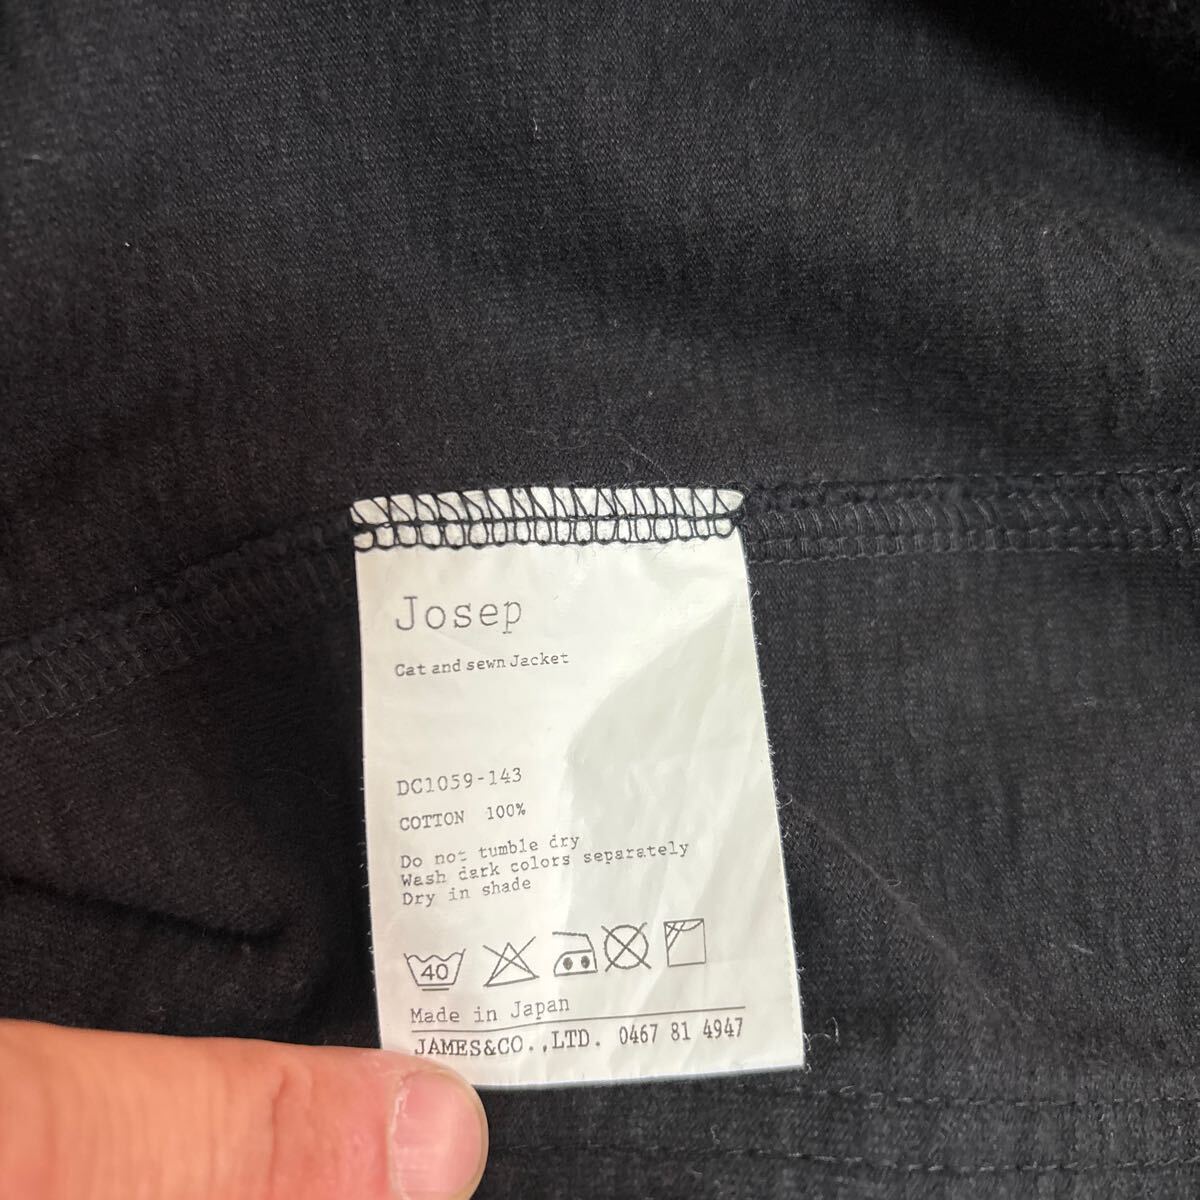 Josep
Cat and sewn Jacket
DC1059-143
COTTON 100%
Do not tumble dry
Wash dark colors separately
Dry in shade
40
Made in Japan
JAMES&CO.,LTD. 0467 81 4947